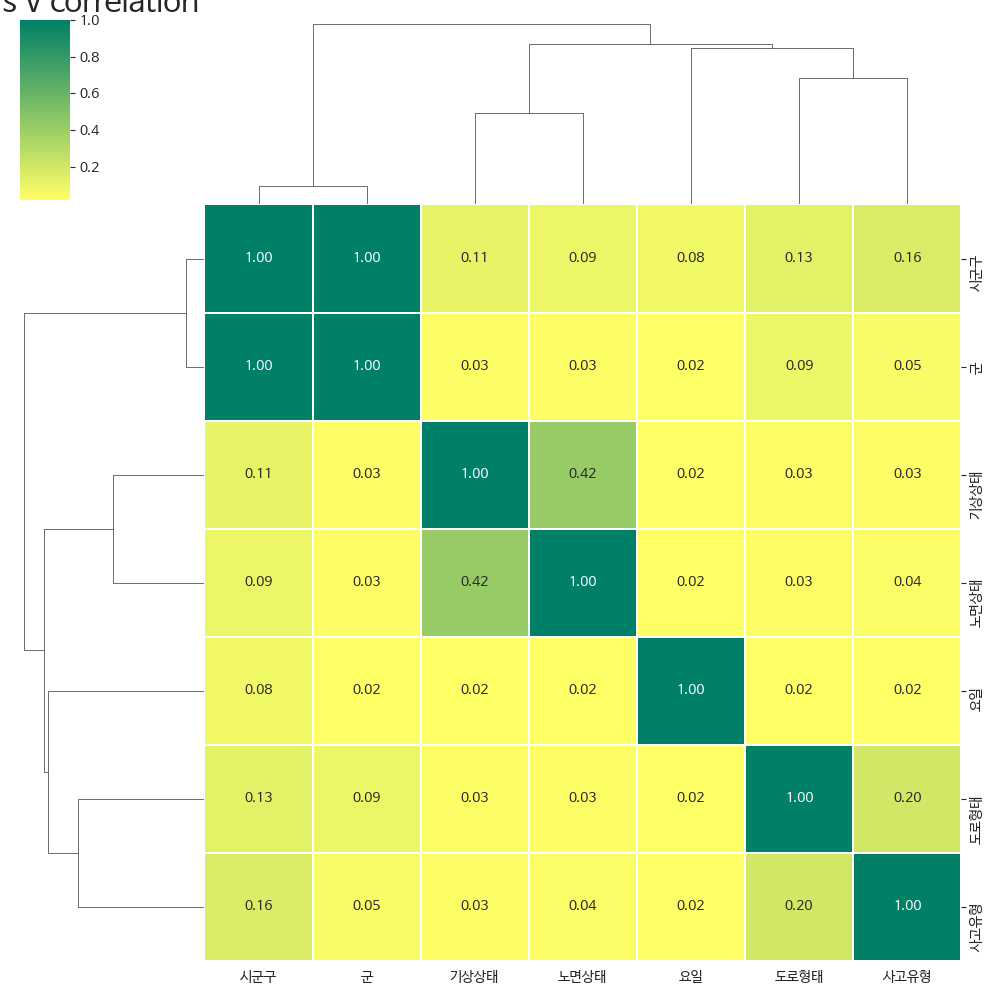 s V correlation
1.0
0.8
0.6
0.4
0.2
1.00 1.00 0.11 0.09 0.08 0.13 0.16 시군구
1.00 1.00 0.03 0.03 0.02 0.09 0.05 군
0.11 0.03 1.00 0.42 0.02 0.03 0.03 기상상태
0.09 0.03 0.42 1.00 0.02 0.03 0.04 노면상태
0.08 0.02 0.02 0.02 1.00 0.02 0.02 요일
0.13 0.09 0.03 0.03 0.02 1.00 0.20 도로형태
0.16 0.05 0.03 0.04 0.02 0.20 1.00 사고유형
시군구 군 기상상태 노면상태 요일 도로형태 사고유형